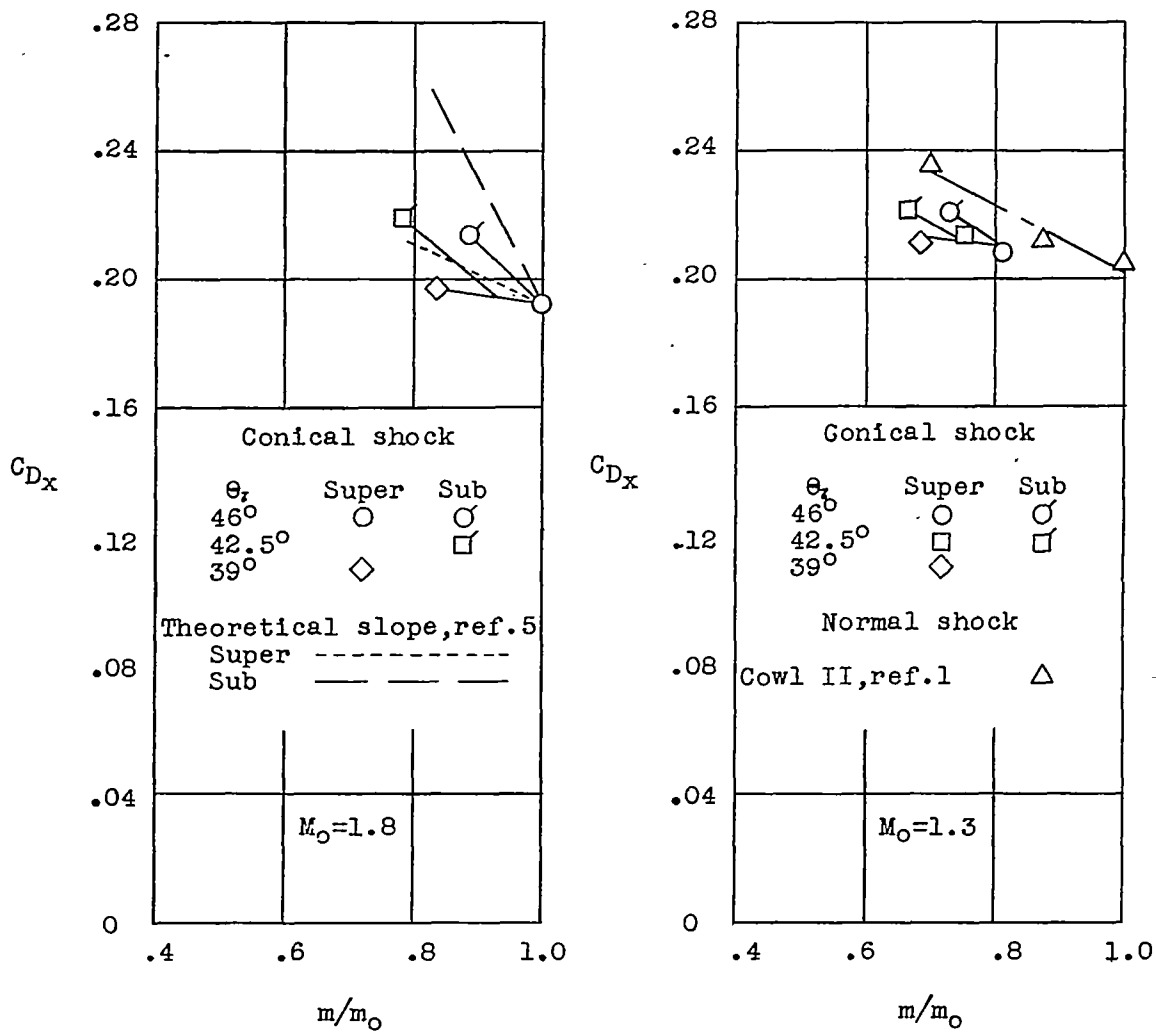 .28
.24
.20
.16
Conical shock
C_Dx
θ_l Super Sub
46°
.12
42.5°
39°
Theoretical slope,ref.5
Super
.08
Sub
.04
M_o=1.8
0
.4 .6 .8 1.0
m/m_o
.28
.24
.20
.16
Conical shock
C_Dx
θ_l Super Sub
46°
.12
42.5°
39°
Normal shock
.08
Cowl II,ref.1
.04
M_o=1.3
0
.4 .6 .8 1.0
m/m_o